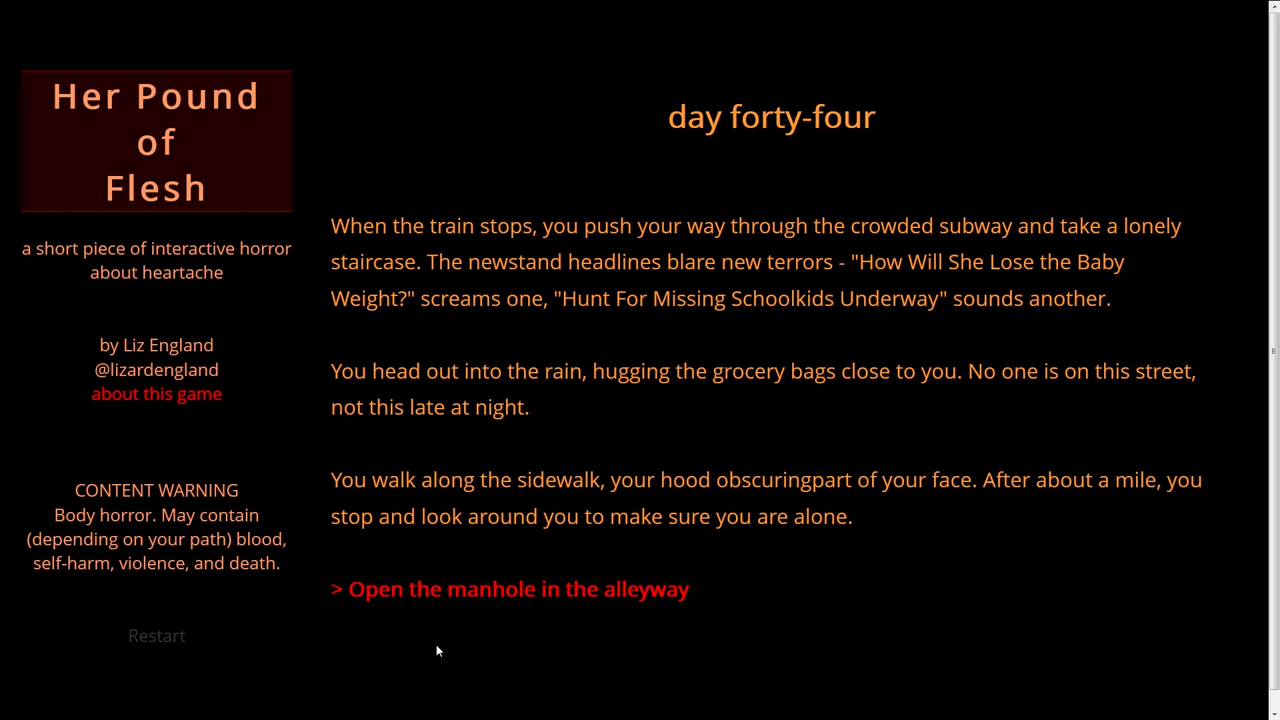 Her Pound
of
Flesh
a short piece of interactive horror
about heartache
by Liz England
@lizardengland
about this game
CONTENT WARNING
Body horror. May contain
(depending on your path) blood,
self-harm, violence, and death.
Restart
day forty-four
When the train stops, you push your way through the crowded subway and take a lonely
staircase. The newstand headlines blare new terrors - "How Will She Lose the Baby
Weight?" screams one, "Hunt For Missing Schoolkids Underway" sounds another.
You head out into the rain, hugging the grocery bags close to you. No one is on this street,
not this late at night.
You walk along the sidewalk, your hood obscuringpart of your face. After about a mile, you
stop and look around you to make sure you are alone.
> Open the manhole in the alleyway